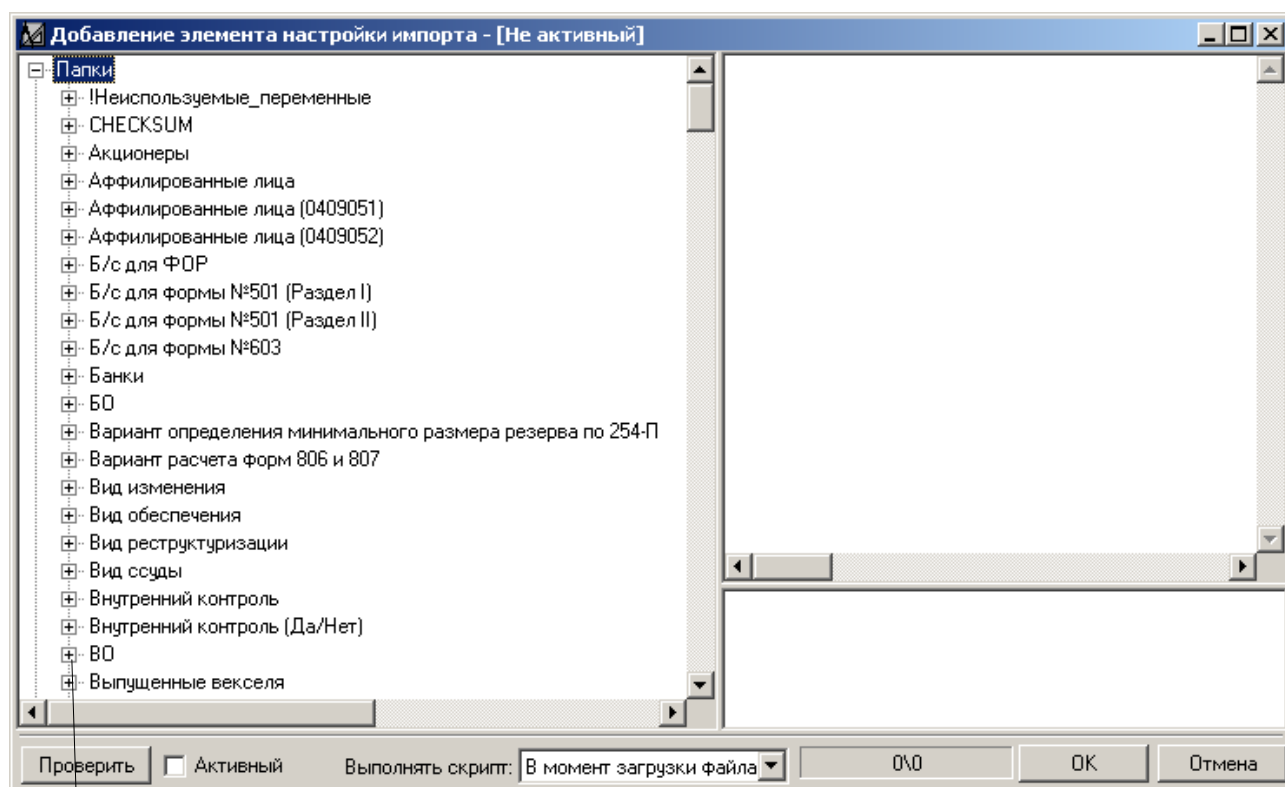 Добавление элемента настройки импорта - [Не активный]
Папки
!Неиспользуемые_переменные
CHECKSUM
Акционеры
Аффилированные лица
Аффилированные лица (0409051)
Аффилированные лица (0409052)
Б/с для ФОР
Б/с для формы №501 (Раздел I)
Б/с для формы №501 (Раздел II)
Б/с для формы №603
Банки
БО
Вариант определения минимального размера резерва по 254-П
Вариант расчета форм 806 и 807
Вид изменения
Вид обеспечения
Вид реструктуризации
Вид ссуды
Внутренний контроль
Внутренний контроль (Да/Нет)
ВО
Выпущенные векселя
Проверить Активный Выполнять скрипт: В момент загрузки файла 0\0 OK Отмена